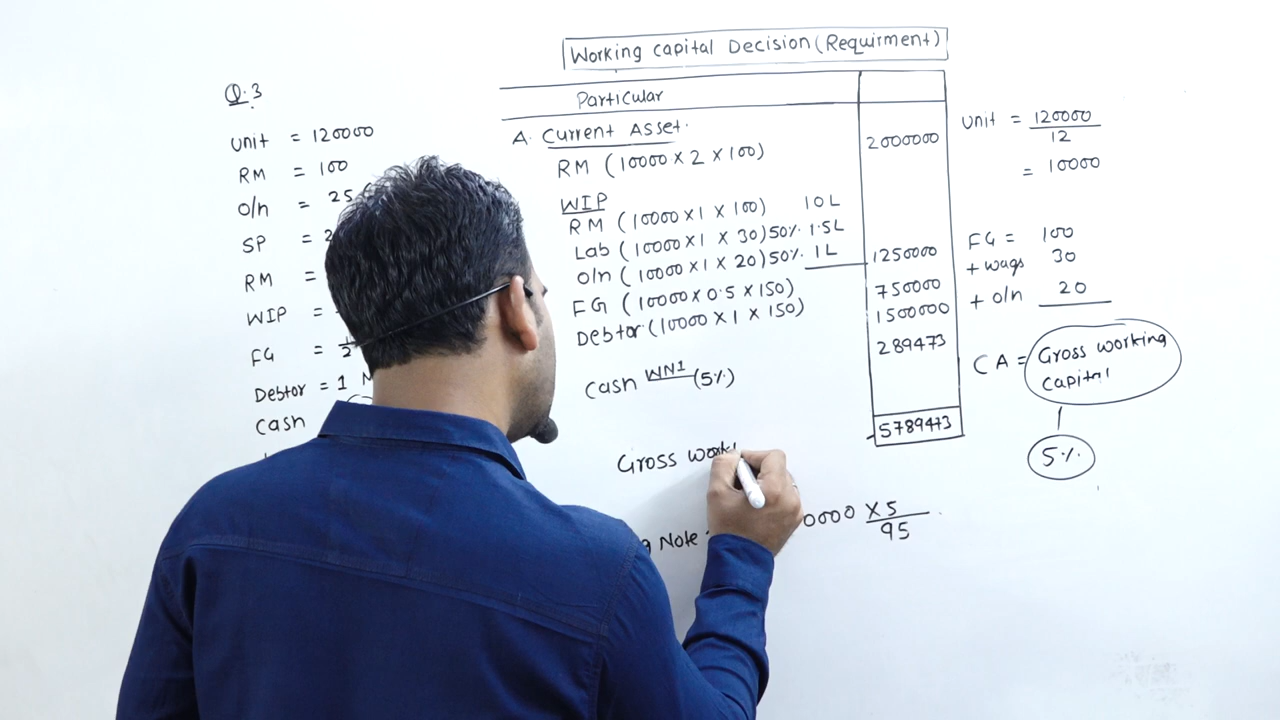 Working Capital Decision (Requirment)
Q.3
unit = 120000
RM = 100
o/n = 25
SP = 2
RM =
WIP =
FG = 1/2
Debtor = 1
cash
Particular
A. Current Asset.
RM (10000 X 2 X 100) 2000000
WIP
RM (10000 X 1 X 100) 10L
Lab (10000 X 1 X 30) 50% 1.5L
o/n (10000 X 1 X 20) 50% 1L 1250000
FG (10000 X 0.5 X 150) 750000
Debtor (10000 X 1 X 150) 1500000
289473
cash WN1 (5%)
5789473
Gross work
g Note
0000 X 5
95
unit = 120000
12
= 10000
FG = 100
+ wags 30
+ o/n 20
CA = Gross working
capital
5%